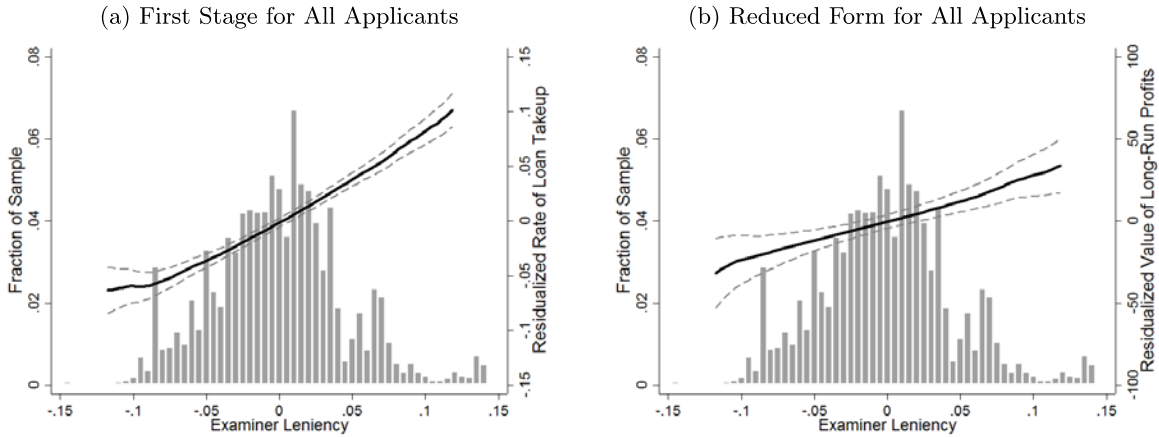 (a) First Stage for All Applicants
Fraction of Sample
0 .02 .04 .06 .08
Residualized Rate of Loan Takeup
-.15 -.1 -.05 0 .05 .1 .15
-.15 -.1 -.05 0 .05 .1 .15
Examiner Leniency
(b) Reduced Form for All Applicants
Fraction of Sample
0 .02 .04 .06 .08
Residualized Value of Long-Run Profits
-100 -50 0 50 100
-.15 -.1 -.05 0 .05 .1 .15
Examiner Leniency